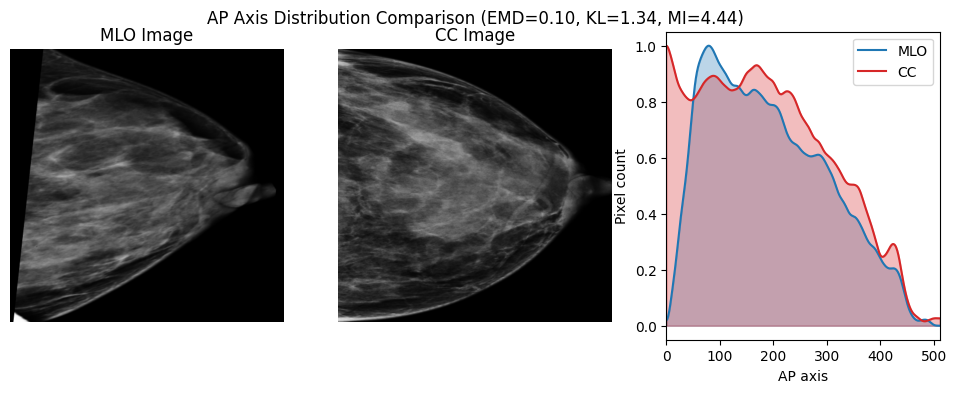 AP Axis Distribution Comparison (EMD=0.10, KL=1.34, MI=4.44)
MLO Image
CC Image
MLO
CC
Pixel count
1.0
0.8
0.6
0.4
0.2
0.0
0 100 200 300 400 500
AP axis